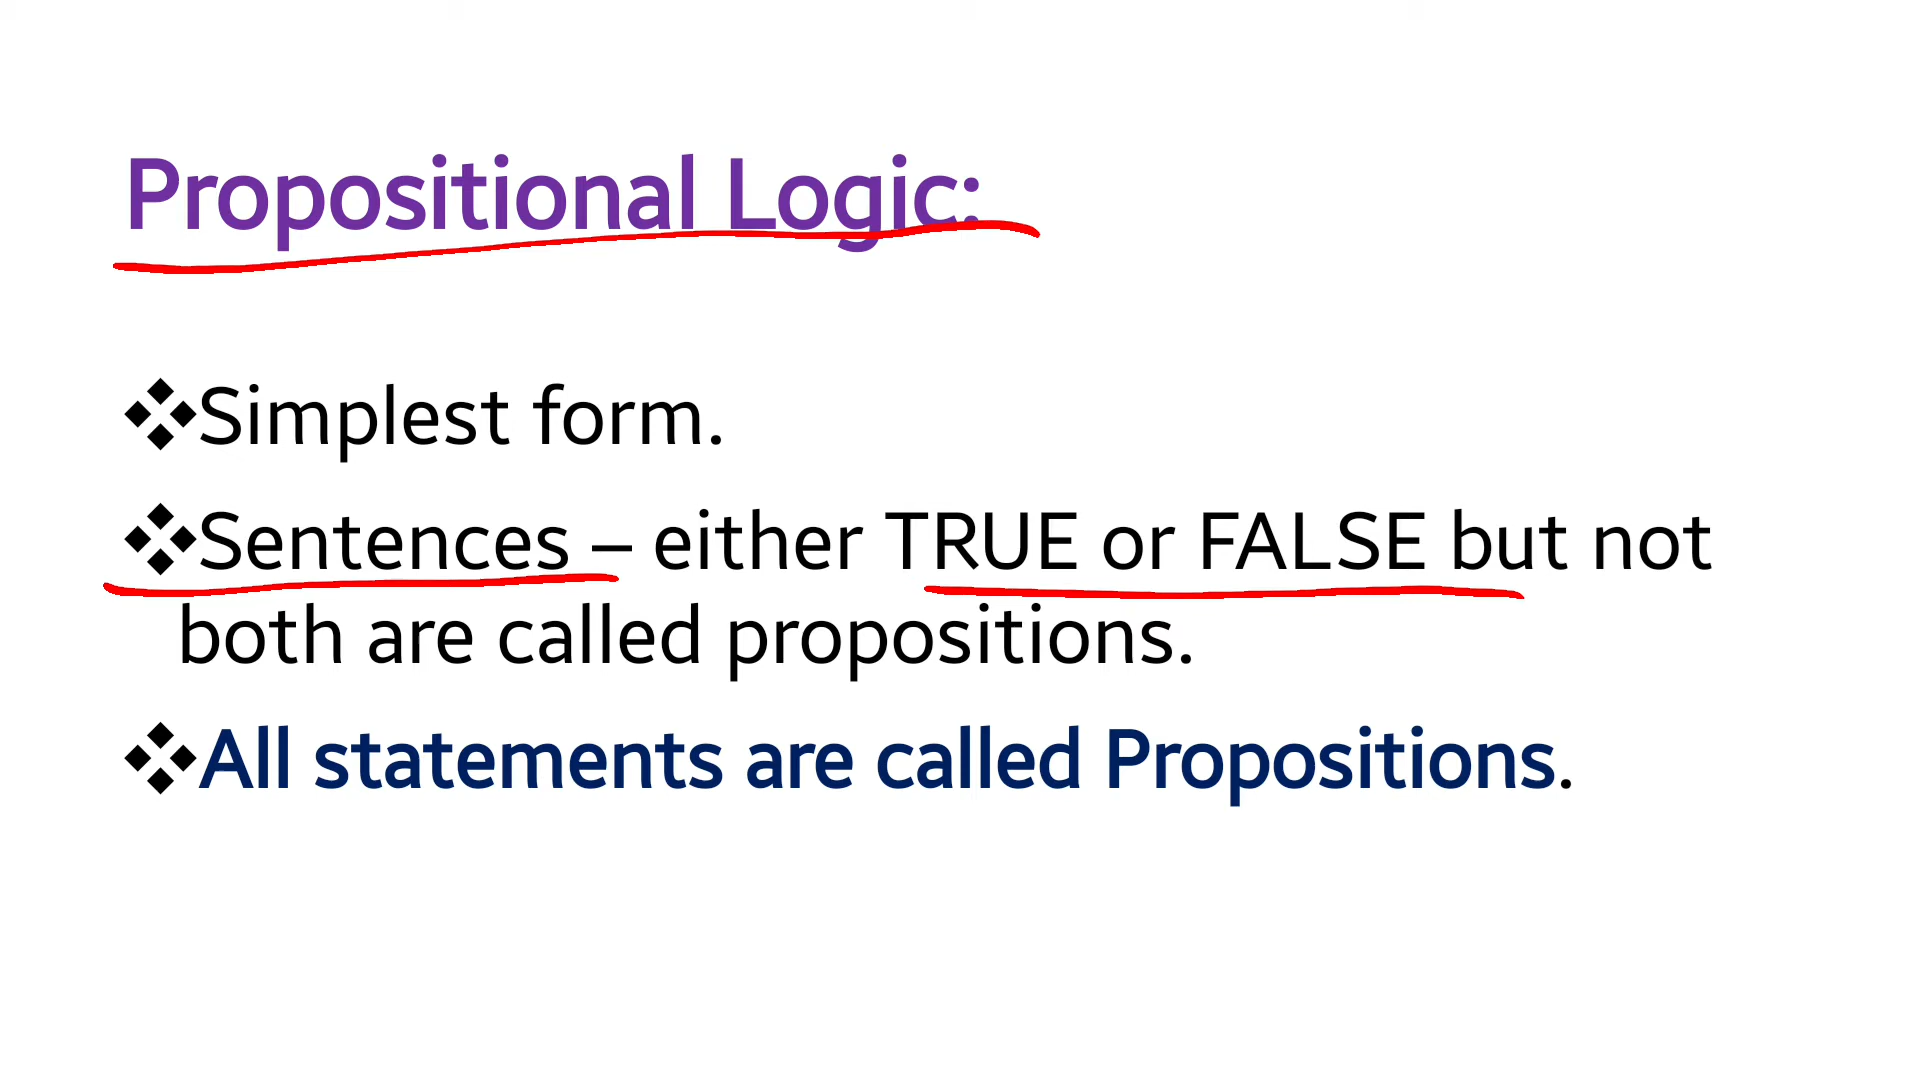 Propositional Logic:
❖Simplest form.
❖Sentences – either TRUE or FALSE but not
both are called propositions.
❖All statements are called Propositions.